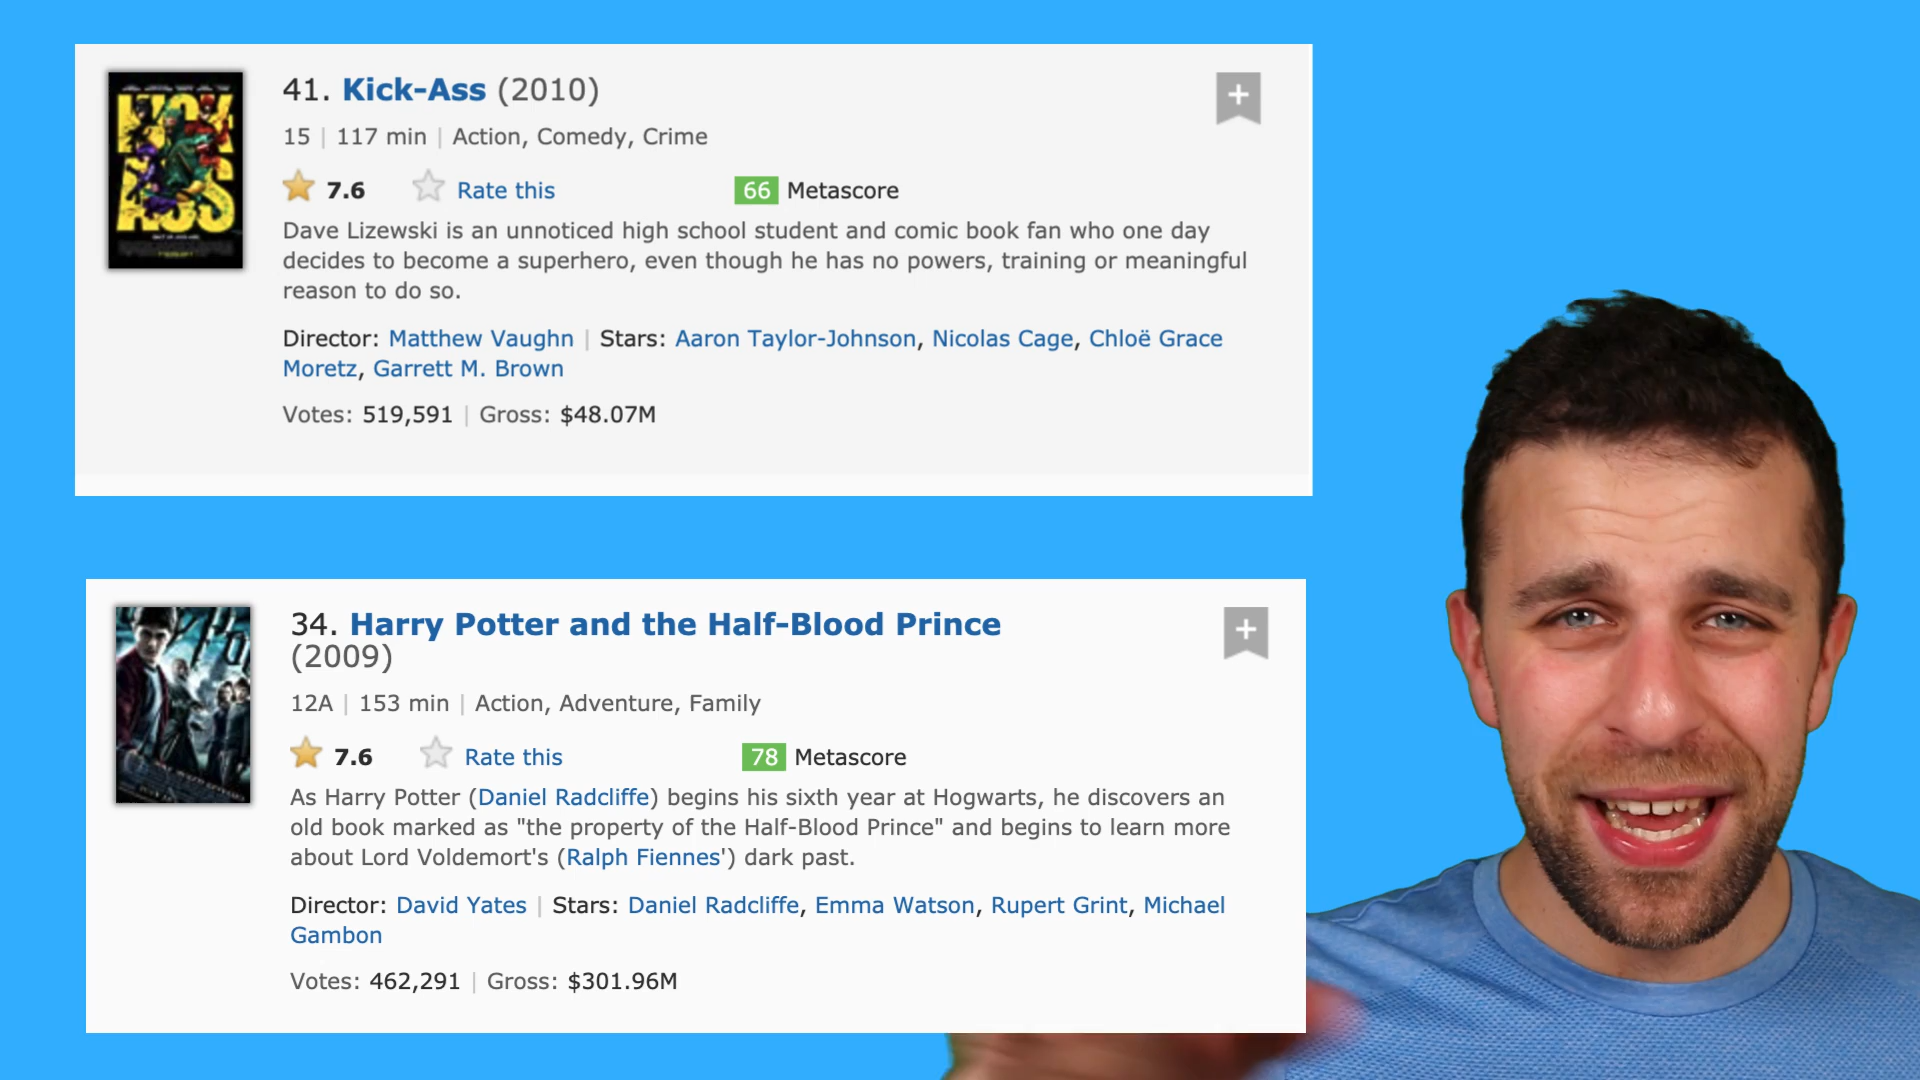 41. Kick-Ass (2010)
15 | 117 min | Action, Comedy, Crime
7.6 Rate this 66 Metascore
Dave Lizewski is an unnoticed high school student and comic book fan who one day
decides to become a superhero, even though he has no powers, training or meaningful
reason to do so.
Director: Matthew Vaughn | Stars: Aaron Taylor-Johnson, Nicolas Cage, Chloë Grace
Moretz, Garrett M. Brown
Votes: 519,591 | Gross: $48.07M
KICK
ASS
34. Harry Potter and the Half-Blood Prince
(2009)
12A | 153 min | Action, Adventure, Family
7.6 Rate this 78 Metascore
As Harry Potter (Daniel Radcliffe) begins his sixth year at Hogwarts, he discovers an
old book marked as "the property of the Half-Blood Prince" and begins to learn more
about Lord Voldemort's (Ralph Fiennes') dark past.
Director: David Yates | Stars: Daniel Radcliffe, Emma Watson, Rupert Grint, Michael
Gambon
Votes: 462,291 | Gross: $301.96M